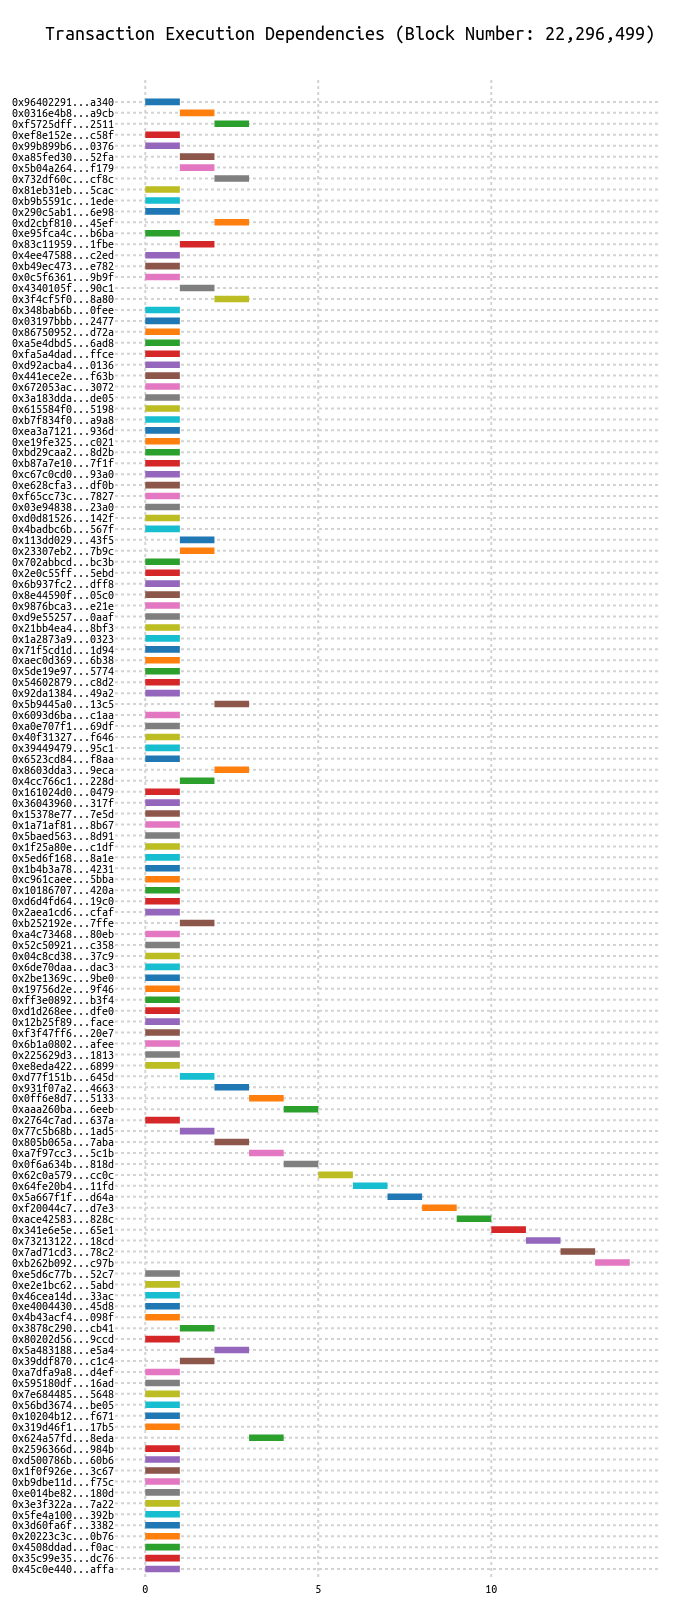 Transaction Execution Dependencies (Block Number: 22,296,499)
0x96402291...a340
0x0316e4b8...a9cb
0xf5725dff...2511
0xef8e152e...c58f
0x99b899b6...0376
0xa85fed30...52fa
0x5b04a264...f179
0x732df60c...cf8c
0x81eb31eb...5cac
0xb9b5591c...1ede
0x290c5ab1...6e98
0xd2cbf810...45ef
0xe95fca4c...b6ba
0x83c11959...1fbe
0x4ee47588...c2ed
0xb49ec473...e782
0x0c5f6361...9b9f
0x4340105f...90c1
0x3f4cf5f0...8a80
0x348bab6b...0fee
0x03197bbb...2477
0x86750952...d72a
0xa5e4dbd5...6ad8
0xfa5a4dad...ffce
0xd92acba4...0136
0x441ece2e...f63b
0x672053ac...3072
0x3a183dda...de05
0x615584f0...5198
0xb7f834f0...a9a8
0xea3a7121...936d
0xe19fe325...c021
0xbd29caa2...8d2b
0xb87a7e10...7f1f
0xc67c0cd0...93a0
0xe628cfa3...df0b
0xf65cc73c...7827
0x03e94838...23a0
0xd0d81526...142f
0x4badbc6b...567f
0x113dd029...43f5
0x23307eb2...7b9c
0x702abbcd...bc3b
0x2e0c55ff...5ebd
0x6b937fc2...dff8
0x8e44590f...05c0
0x9876bca3...e21e
0xd9e55257...0aaf
0x21bb4ea4...8bf3
0x1a2873a9...0323
0x71f5cd1d...1d94
0xaec0d369...6b38
0x5de19e97...5774
0x54602879...c8d2
0x92da1384...49a2
0x5b9445a0...13c5
0x6093d6ba...c1aa
0xa0e707f1...69df
0x40f31327...f646
0x39449479...95c1
0x6523cd84...f8aa
0x8603dda3...9eca
0x4cc766c1...228d
0x161024d0...0479
0x36043960...317f
0x15378e77...7e5d
0x1a71af81...8b67
0x5baed563...8d91
0x1f25a80e...c1df
0x5ed6f168...8a1e
0x1b4b3a78...4231
0xc961caee...5bba
0x10186707...420a
0xd6d4fd64...19c0
0x2aea1cd6...cfaf
0xb252192e...7ffe
0xa4c73468...80eb
0x52c50921...c358
0x04c8cd38...37c9
0x6de70daa...dac3
0x2be1369c...9be0
0x19756d2e...9f46
0xff3e0892...b3f4
0xd1d268ee...dfe0
0x12b25f89...face
0xf3f47ff6...20e7
0x6b1a0802...afee
0x225629d3...1813
0xe8eda422...6899
0xd77f151b...645d
0x931f07a2...4663
0x0ff6e8d7...5133
0xaaa260ba...6eeb
0x2764c7ad...637a
0x77c5b68b...1ad5
0x805b065a...7aba
0xa7f97cc3...5c1b
0x0f6a634b...818d
0x62c0a579...cc0c
0x64fe20b4...11fd
0x5a667f1f...d64a
0xf20044c7...d7e3
0xace42583...828c
0x341e6e5e...65e1
0x73213122...18cd
0x7ad71cd3...78c2
0xb262b092...c97b
0xe5d6c77b...52c7
0xe2e1bc62...5abd
0x46cea14d...33ac
0xe4004430...45d8
0x4b43acf4...098f
0x3878c290...cb41
0x80202d56...9ccd
0x5a483188...e5a4
0x39ddf870...c1c4
0xa7dfa9a8...d4ef
0x595180df...16ad
0x7e684485...5648
0x56bd3674...be05
0x10204b12...f671
0x319d46f1...17b5
0x624a57fd...8eda
0x2596366d...984b
0xd500786b...60b6
0x1f0f926e...3c67
0xb9dbe11d...f75c
0xe014be82...180d
0x3e3f322a...7a22
0x5fe4a100...392b
0x3d60fa6f...3382
0x20223c3c...0b76
0x4508ddad...f0ac
0x35c99e35...dc76
0x45c0e440...affa
0 5 10